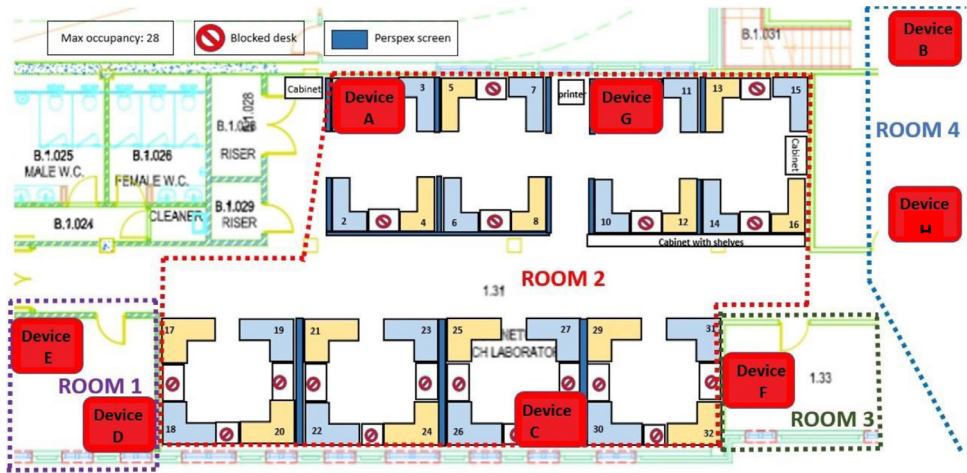 Max occupancy: 28
Blocked desk
Perspex screen
B.1.031
Device
B
Cabinet
Device
A
3
5
7
printer
Device
G
11
13
15
ROOM 4
B.1.028
RISER
B.1.025
MALE W.C.
B.1.026
FEMALE W.C.
Cabinet
B.1.029
RISER
CLEANER
B.1.024
2
4
6
8
10
12
14
16
Cabinet with shelves
Device
H
ROOM 2
1.31
17
19
21
23
25
27
29
31
Device
E
ROOM 1
Device
D
18
20
22
24
26
Device
C
30
32
Device
F
1.33
ROOM 3